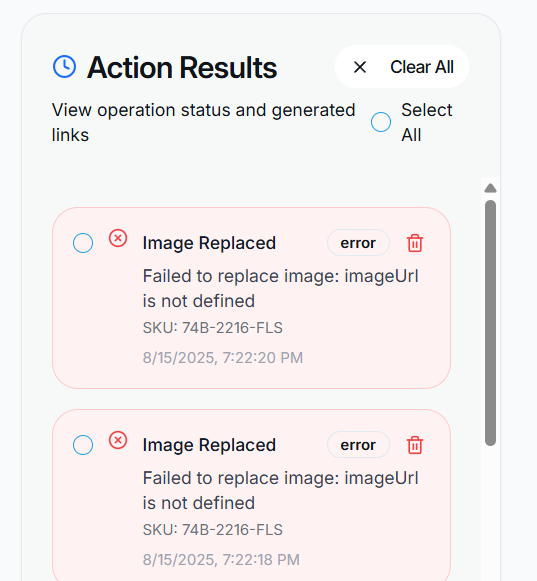 Action Results
Clear All
View operation status and generated
links
Select
All
Image Replaced
error
Failed to replace image: imageUrl
is not defined
SKU: 74B-2216-FLS
8/15/2025, 7:22:20 PM
Image Replaced
error
Failed to replace image: imageUrl
is not defined
SKU: 74B-2216-FLS
8/15/2025, 7:22:18 PM